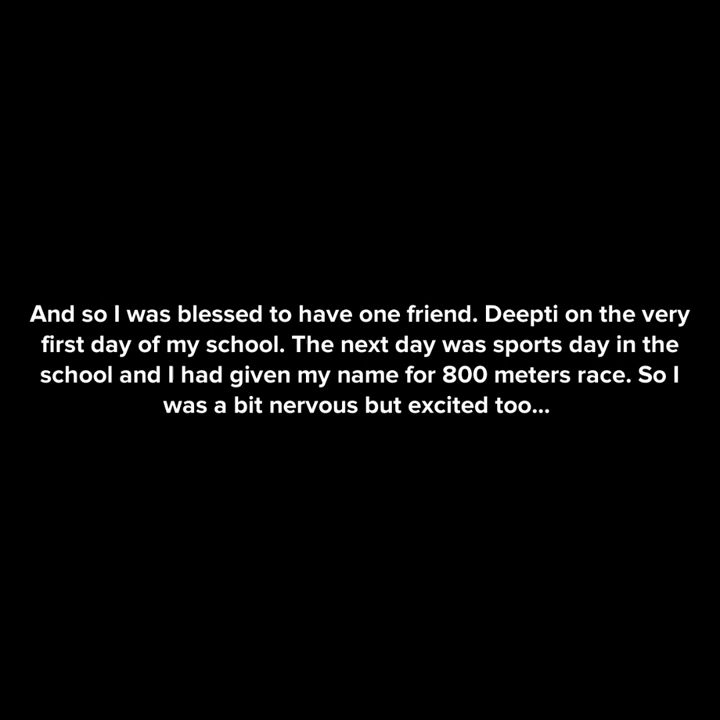 And so I was blessed to have one friend. Deepti on the very
first day of my school. The next day was sports day in the
school and I had given my name for 800 meters race. So I
was a bit nervous but excited too...